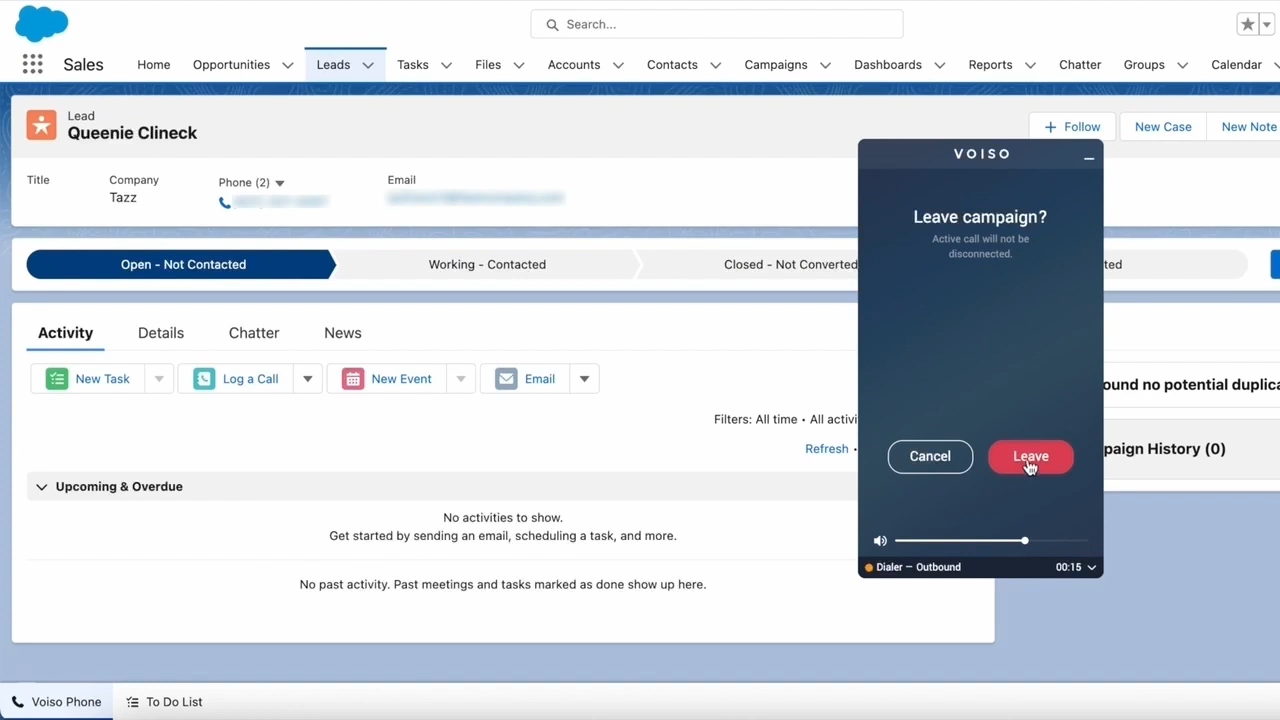 Search...
Sales
Home
Opportunities
Leads
Tasks
Files
Accounts
Contacts
Campaigns
Dashboards
Reports
Chatter
Groups
Calendar
Lead
Queenie Clineck
Follow
New Case
New Note
Title
Company
Tazz
Phone (2)
Email
Open - Not Contacted
Working - Contacted
Closed - Not Converted
ted
Activity
Details
Chatter
News
New Task
Log a Call
New Event
Email
Filters: All time • All activi
Refresh •
Upcoming & Overdue
No activities to show.
Get started by sending an email, scheduling a task, and more.
No past activity. Past meetings and tasks marked as done show up here.
ound no potential duplica
paign History (0)
VOISO
Leave campaign?
Active call will not be
disconnected.
Cancel
Leave
Dialer — Outbound
00:15
Voiso Phone
To Do List